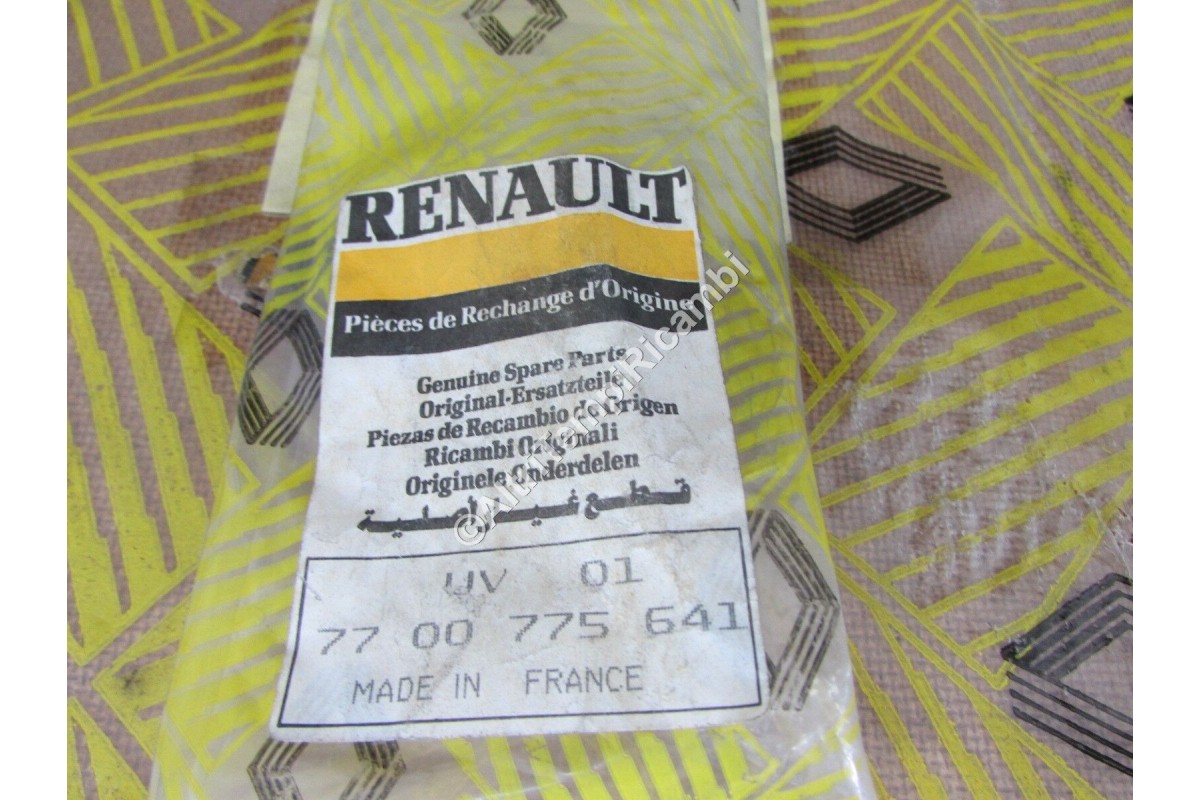 RENAULT
Pièces de Rechange d'Origine
Genuine Spare Parts
Original-Ersatzteile
Piezas de Recambio de Origen
Ricambi Originali
Originele Onderdelen
قطع غيار أصلية
UV 01
77 00 775 641
MADE IN FRANCE
©AltriTempiRicambi